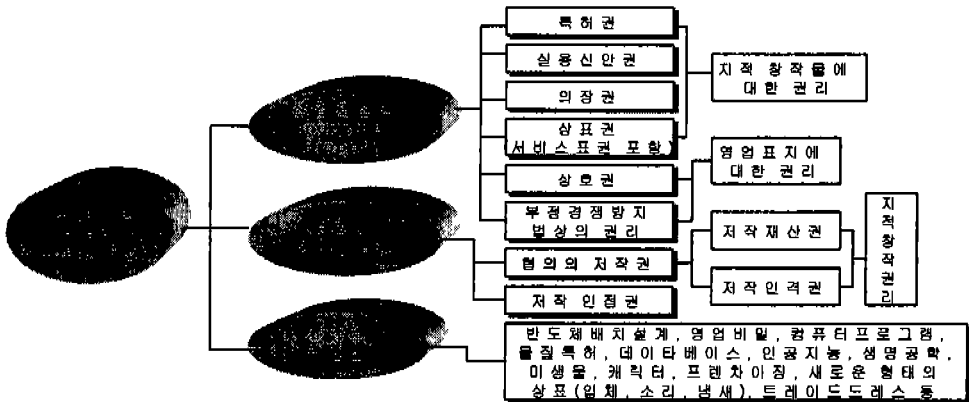 특허권
실용신안권
의장권
상표권
(서비스표권 포함)
상호권
부정경쟁방지
법상의 권리
협의의 저작권
저작 인접권
지적 창작물에
대한 권리
영업표지에
대한 권리
저작재산권
저작인격권
지적창작권리
반도체배치설계, 영업비밀, 컴퓨터프로그램,
물질특허, 데이타베이스, 인공지능, 생명공학,
미생물, 캐릭터, 프렌차이징, 새로운 형태의
상표(입체, 소리, 냄새), 트레이드드레스 등